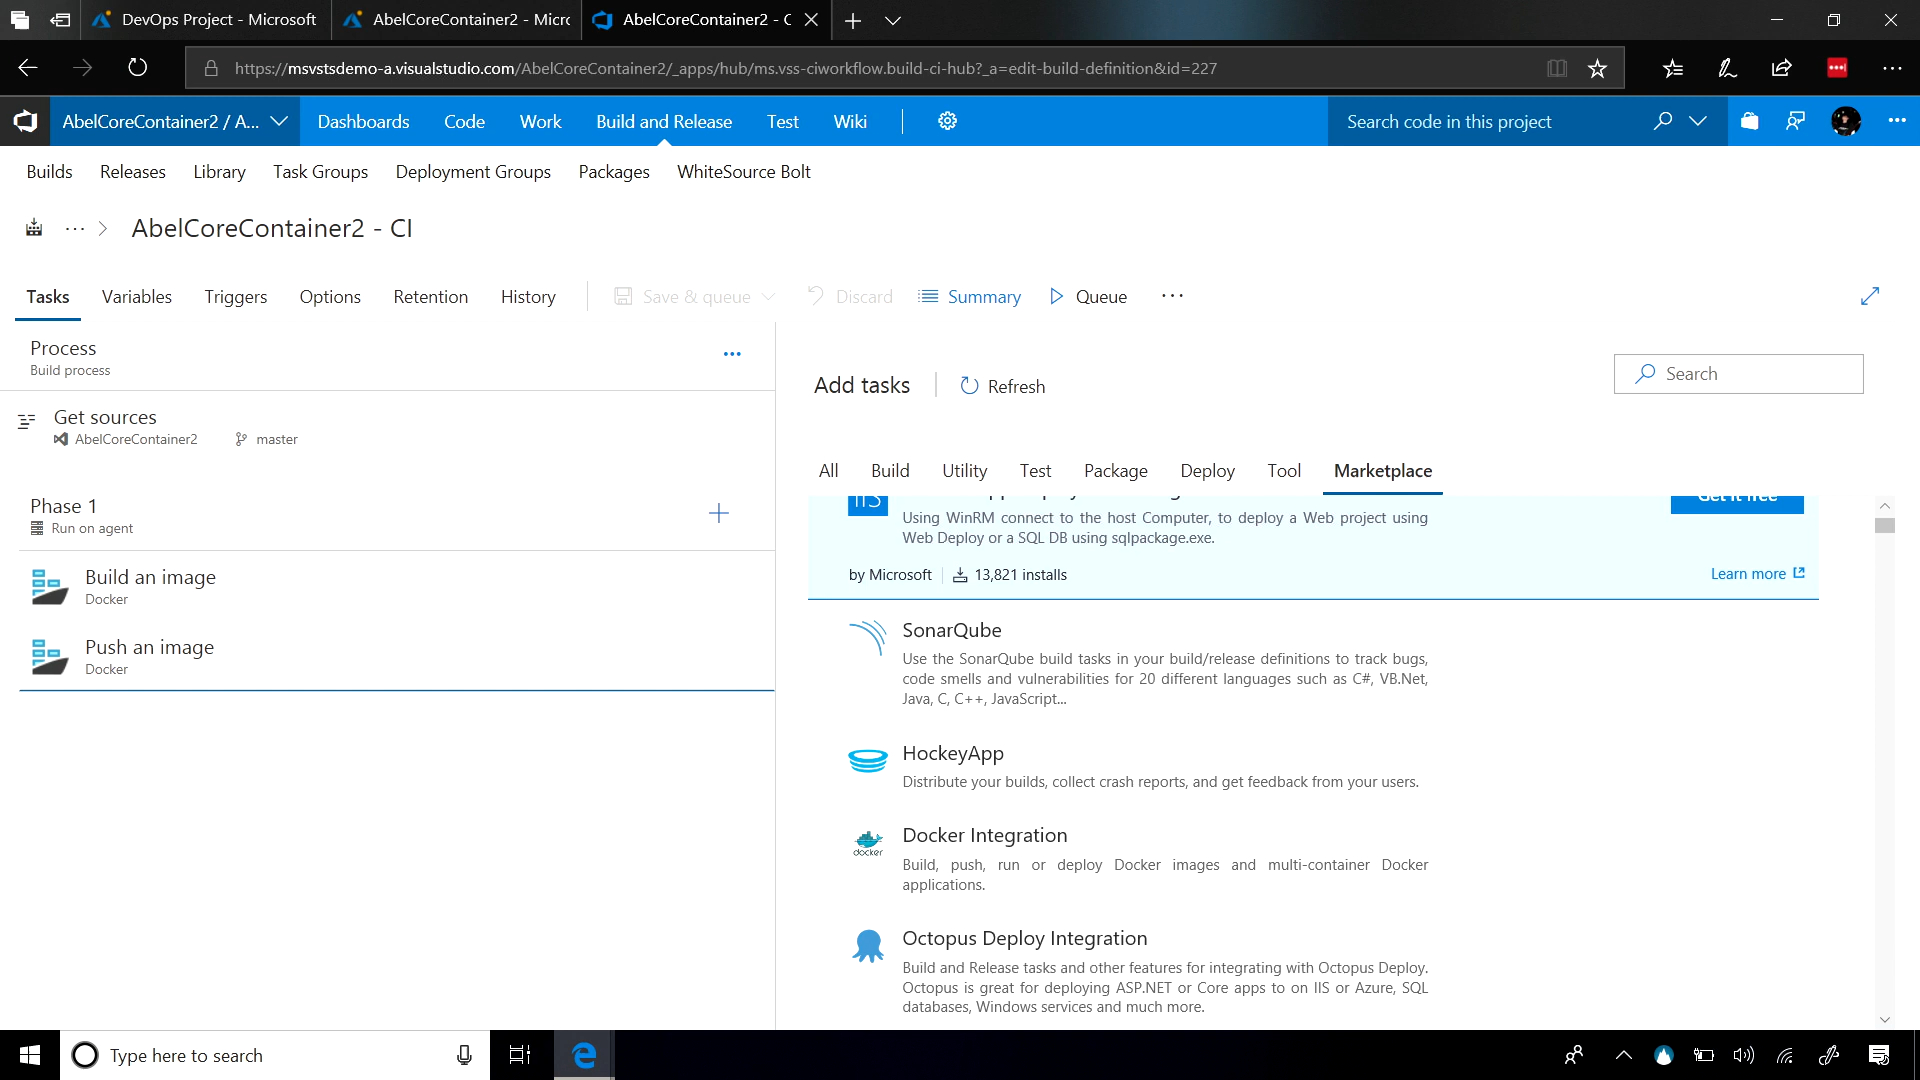 DevOps Project - Microsoft
AbelCoreContainer2 - Micro
AbelCoreContainer2 - C
https://msvstsdemo-a.visualstudio.com/AbelCoreContainer2/_apps/hub/ms.vss-ciworkflow.build-ci-hub?_a=edit-build-definition&id=227
AbelCoreContainer2 / A... Dashboards Code Work Build and Release Test Wiki Search code in this project
Builds Releases Library Task Groups Deployment Groups Packages WhiteSource Bolt
... > AbelCoreContainer2 - CI
Tasks Variables Triggers Options Retention History Save & queue Discard Summary Queue ...
Process
Build process
Get sources
AbelCoreContainer2 master
Phase 1
Run on agent
Build an image
Docker
Push an image
Docker
Add tasks Refresh Search
All Build Utility Test Package Deploy Tool Marketplace
IIS
Get it free
Using WinRM connect to the host Computer, to deploy a Web project using
Web Deploy or a SQL DB using sqlpackage.exe.
by Microsoft 13,821 installs Learn more
SonarQube
Use the SonarQube build tasks in your build/release definitions to track bugs,
code smells and vulnerabilities for 20 different languages such as C#, VB.Net,
Java, C, C++, JavaScript...
HockeyApp
Distribute your builds, collect crash reports, and get feedback from your users.
docker
Docker Integration
Build, push, run or deploy Docker images and multi-container Docker
applications.
Octopus Deploy Integration
Build and Release tasks and other features for integrating with Octopus Deploy.
Octopus is great for deploying ASP.NET or Core apps to on IIS or Azure, SQL
databases, Windows services and much more.
Type here to search